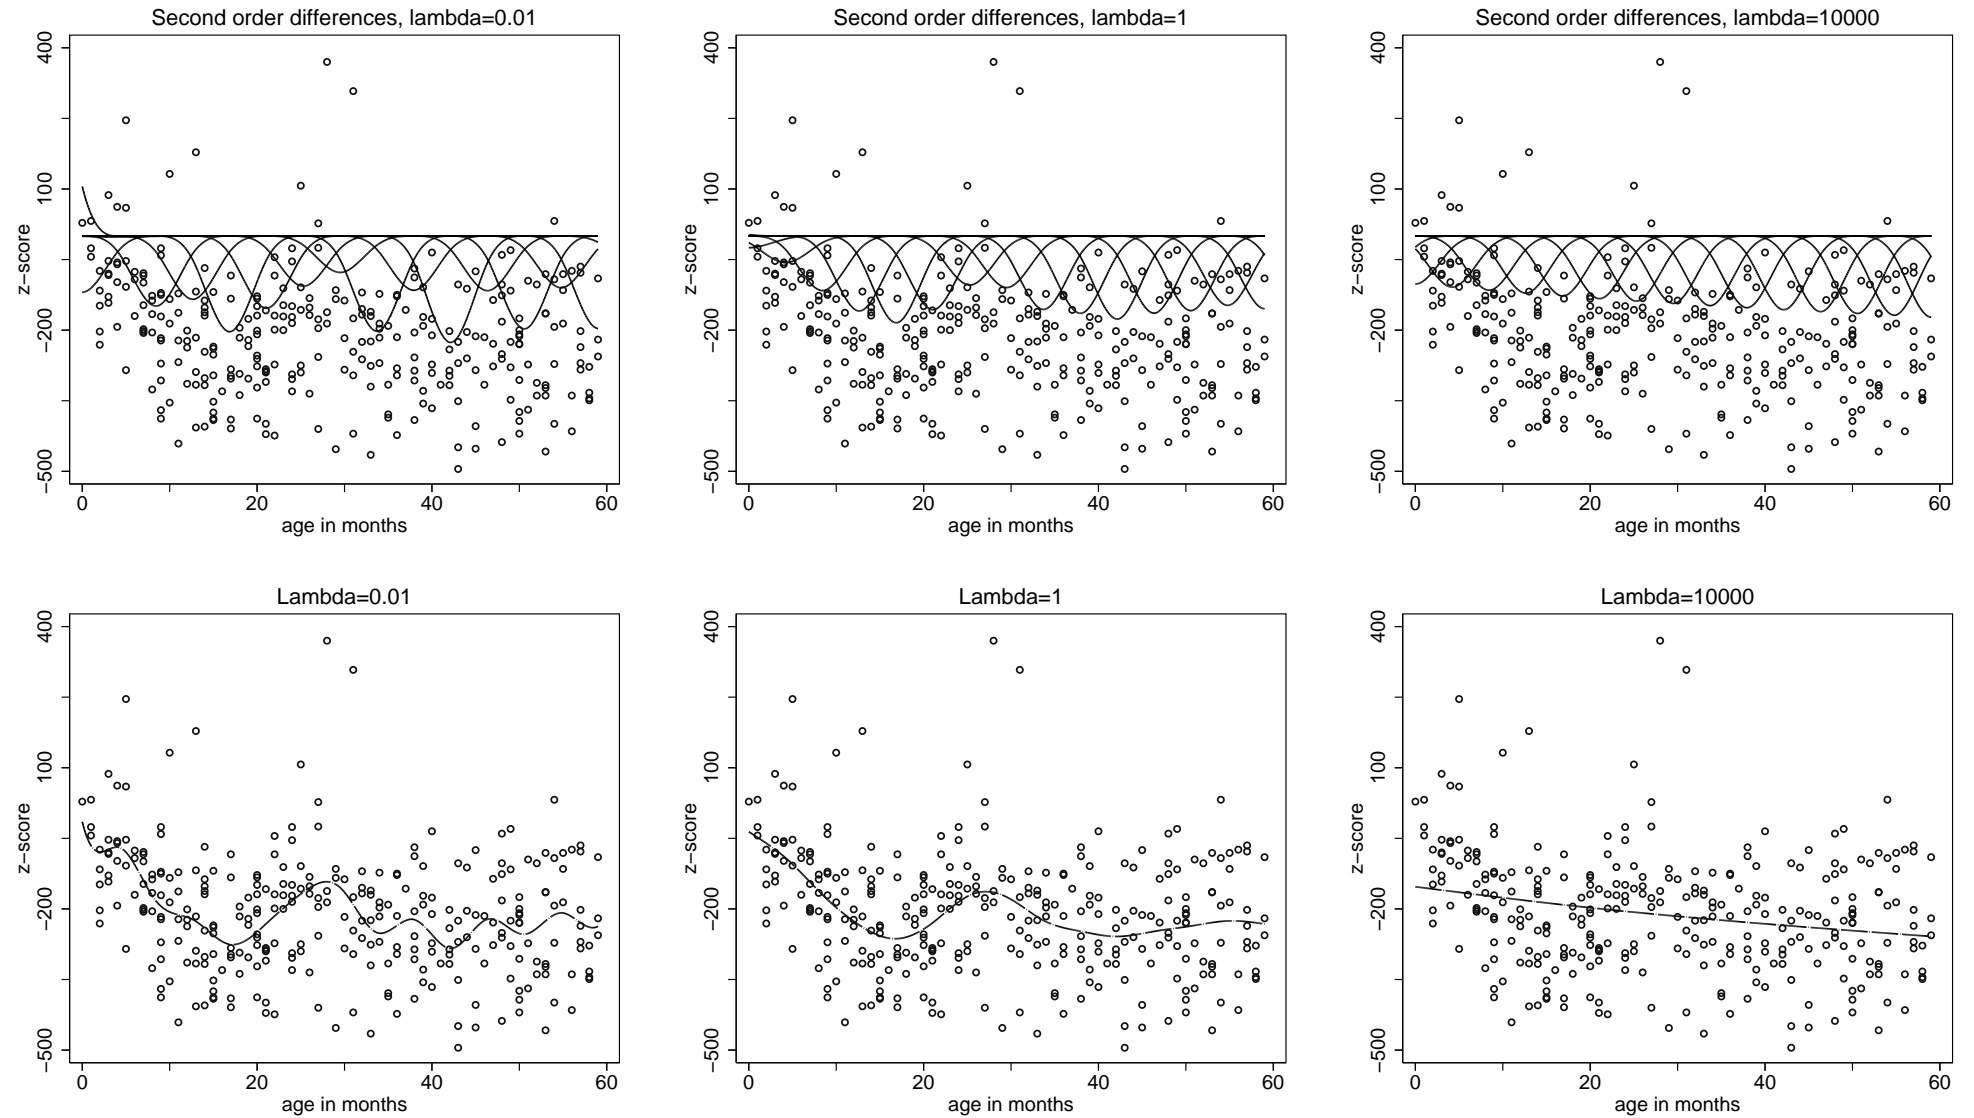 Second order differences, lambda=0.01
400
100
−200
−500
z−score
0 20 40 60
age in months
Second order differences, lambda=1
400
100
−200
−500
z−score
0 20 40 60
age in months
Second order differences, lambda=10000
400
100
−200
−500
z−score
0 20 40 60
age in months
Lambda=0.01
400
100
−200
−500
z−score
0 20 40 60
age in months
Lambda=1
400
100
−200
−500
z−score
0 20 40 60
age in months
Lambda=10000
400
100
−200
−500
z−score
0 20 40 60
age in months